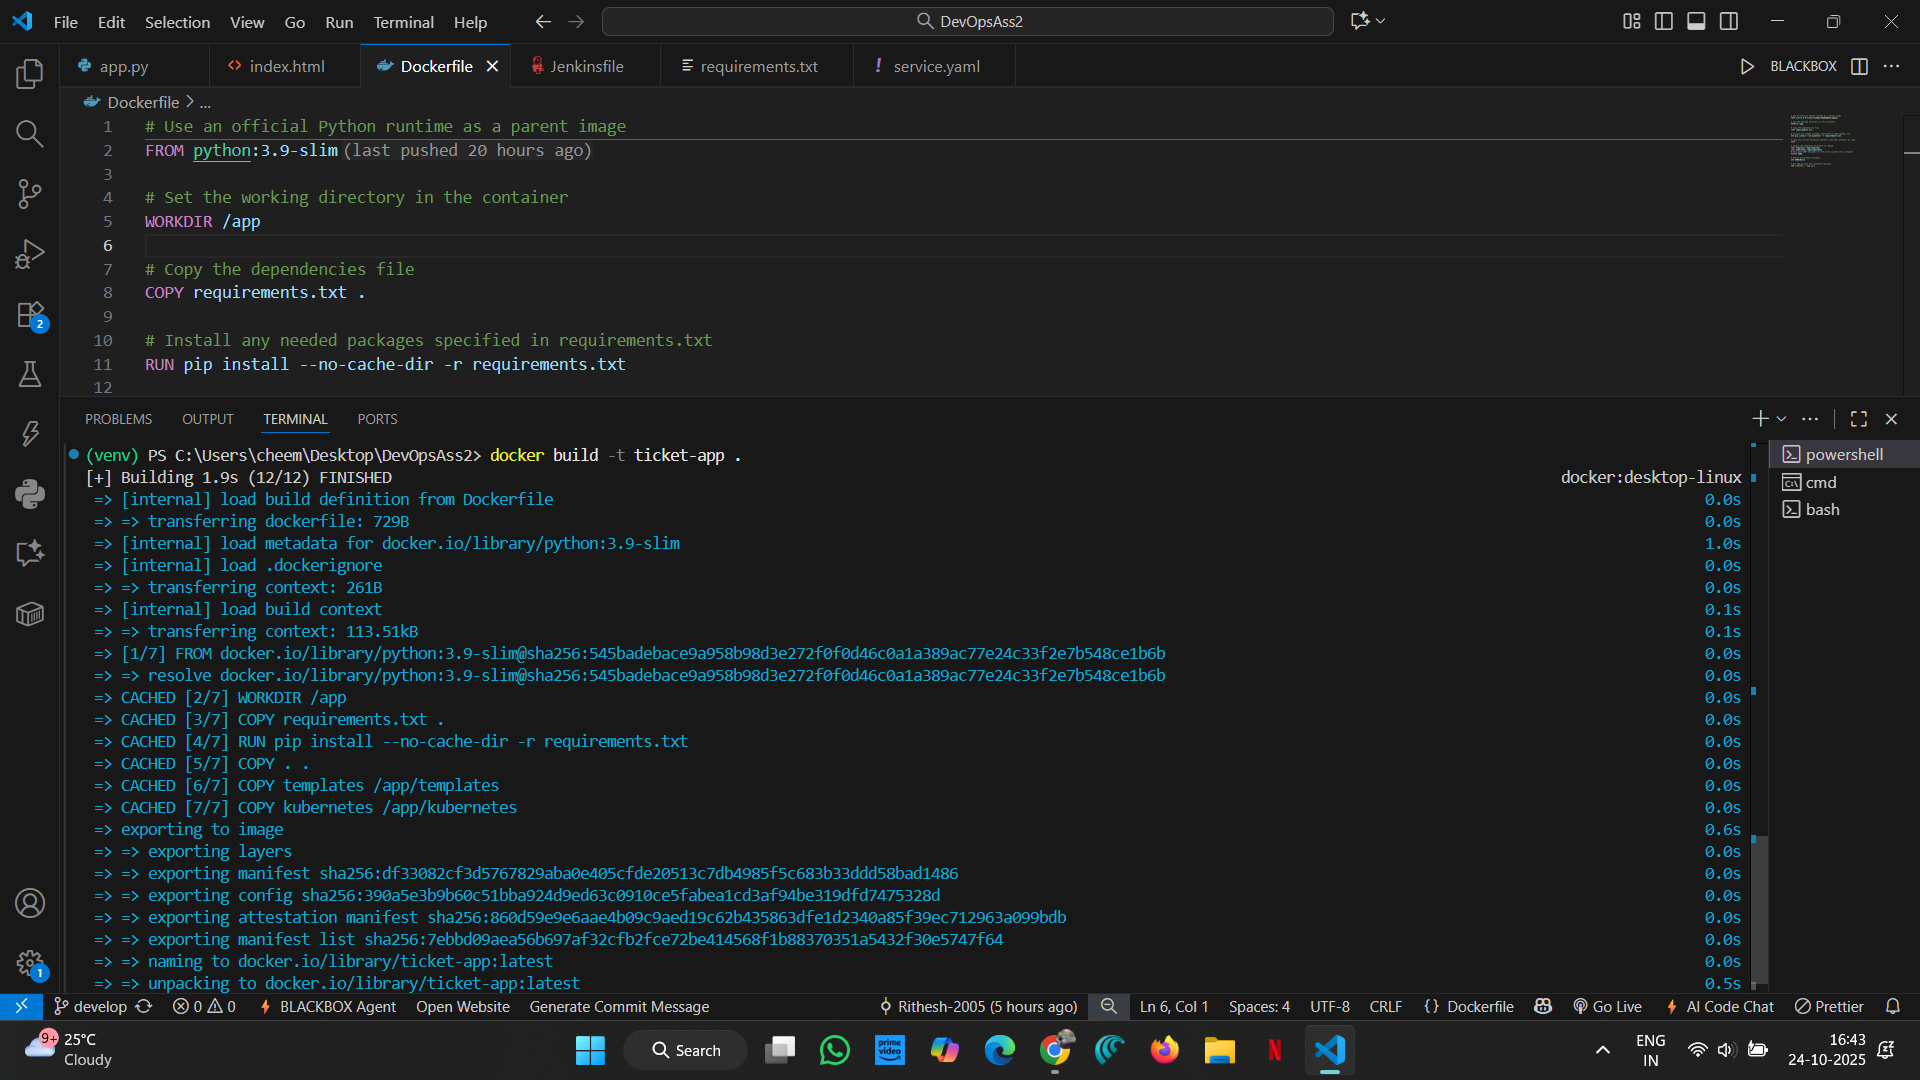 File Edit Selection View Go Run Terminal Help
DevOpsAss2
app.py
index.html
Dockerfile
Jenkinsfile
requirements.txt
! service.yaml
BLACKBOX
Dockerfile > ...
1 # Use an official Python runtime as a parent image
2 FROM python:3.9-slim (last pushed 20 hours ago)
3
4 # Set the working directory in the container
5 WORKDIR /app
6
7 # Copy the dependencies file
8 COPY requirements.txt .
9
10 # Install any needed packages specified in requirements.txt
11 RUN pip install --no-cache-dir -r requirements.txt
12
PROBLEMS OUTPUT TERMINAL PORTS
(venv) PS C:\Users\cheem\Desktop\DevOpsAss2> docker build -t ticket-app .
[+] Building 1.9s (12/12) FINISHED docker:desktop-linux
=> [internal] load build definition from Dockerfile 0.0s
=> => transferring dockerfile: 729B 0.0s
=> [internal] load metadata for docker.io/library/python:3.9-slim 1.0s
=> [internal] load .dockerignore 0.0s
=> => transferring context: 261B 0.0s
=> [internal] load build context 0.1s
=> => transferring context: 113.51kB 0.1s
=> [1/7] FROM docker.io/library/python:3.9-slim@sha256:545badebace9a958b98d3e272f0f0d46c0a1a389ac77e24c33f2e7b548ce1b6b 0.0s
=> => resolve docker.io/library/python:3.9-slim@sha256:545badebace9a958b98d3e272f0f0d46c0a1a389ac77e24c33f2e7b548ce1b6b 0.0s
=> CACHED [2/7] WORKDIR /app 0.0s
=> CACHED [3/7] COPY requirements.txt . 0.0s
=> CACHED [4/7] RUN pip install --no-cache-dir -r requirements.txt 0.0s
=> CACHED [5/7] COPY . . 0.0s
=> CACHED [6/7] COPY templates /app/templates 0.0s
=> CACHED [7/7] COPY kubernetes /app/kubernetes 0.0s
=> exporting to image 0.6s
=> => exporting layers 0.0s
=> => exporting manifest sha256:df33082cf3d5767829aba0e405cfde20513c7db4985f5c683b33ddd58bad1486 0.0s
=> => exporting config sha256:390a5e3b9b60c51bba924d9ed63c0910ce5fabea1cd3af94be319dfd7475328d 0.0s
=> => exporting attestation manifest sha256:860d59e9e6aae4b09c9aed19c62b435863dfe1d2340a85f39ec712963a099bdb 0.0s
=> => exporting manifest list sha256:7ebbd09aea56b697af32cfb2fce72be414568f1b88370351a5432f30e5747f64 0.0s
=> => naming to docker.io/library/ticket-app:latest 0.0s
=> => unpacking to docker.io/library/ticket-app:latest 0.5s
powershell
cmd
bash
2
1
develop 0 0 BLACKBOX Agent Open Website Generate Commit Message Rithesh-2005 (5 hours ago) Ln 6, Col 1 Spaces: 4 UTF-8 CRLF {} Dockerfile Go Live AI Code Chat Prettier
9+
25°C
Cloudy
Search
prime video
N
ENG
IN
16:43
24-10-2025